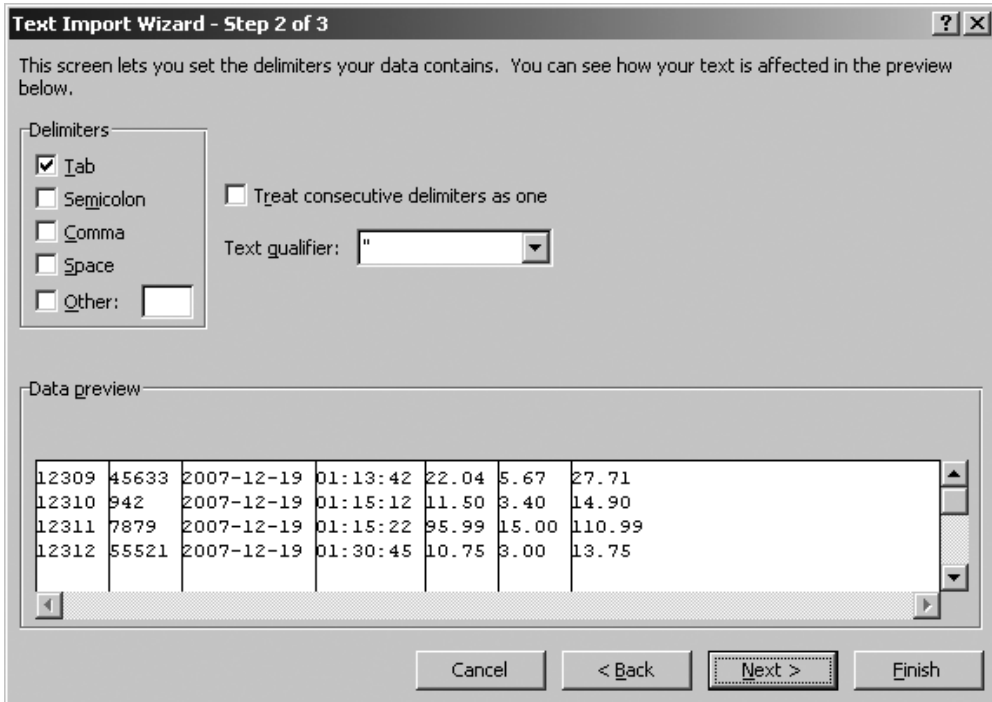 Text Import Wizard - Step 2 of 3
This screen lets you set the delimiters your data contains. You can see how your text is affected in the preview
below.
Delimiters
Tab
Semicolon
Comma
Space
Other:
Treat consecutive delimiters as one
Text qualifier: "
Data preview
12309 45633 2007-12-19 01:13:42 22.04 5.67 27.71
12310 942 2007-12-19 01:15:12 11.50 3.40 14.90
12311 7879 2007-12-19 01:15:22 95.99 15.00 110.99
12312 55521 2007-12-19 01:30:45 10.75 3.00 13.75
Cancel < Back Next > Finish